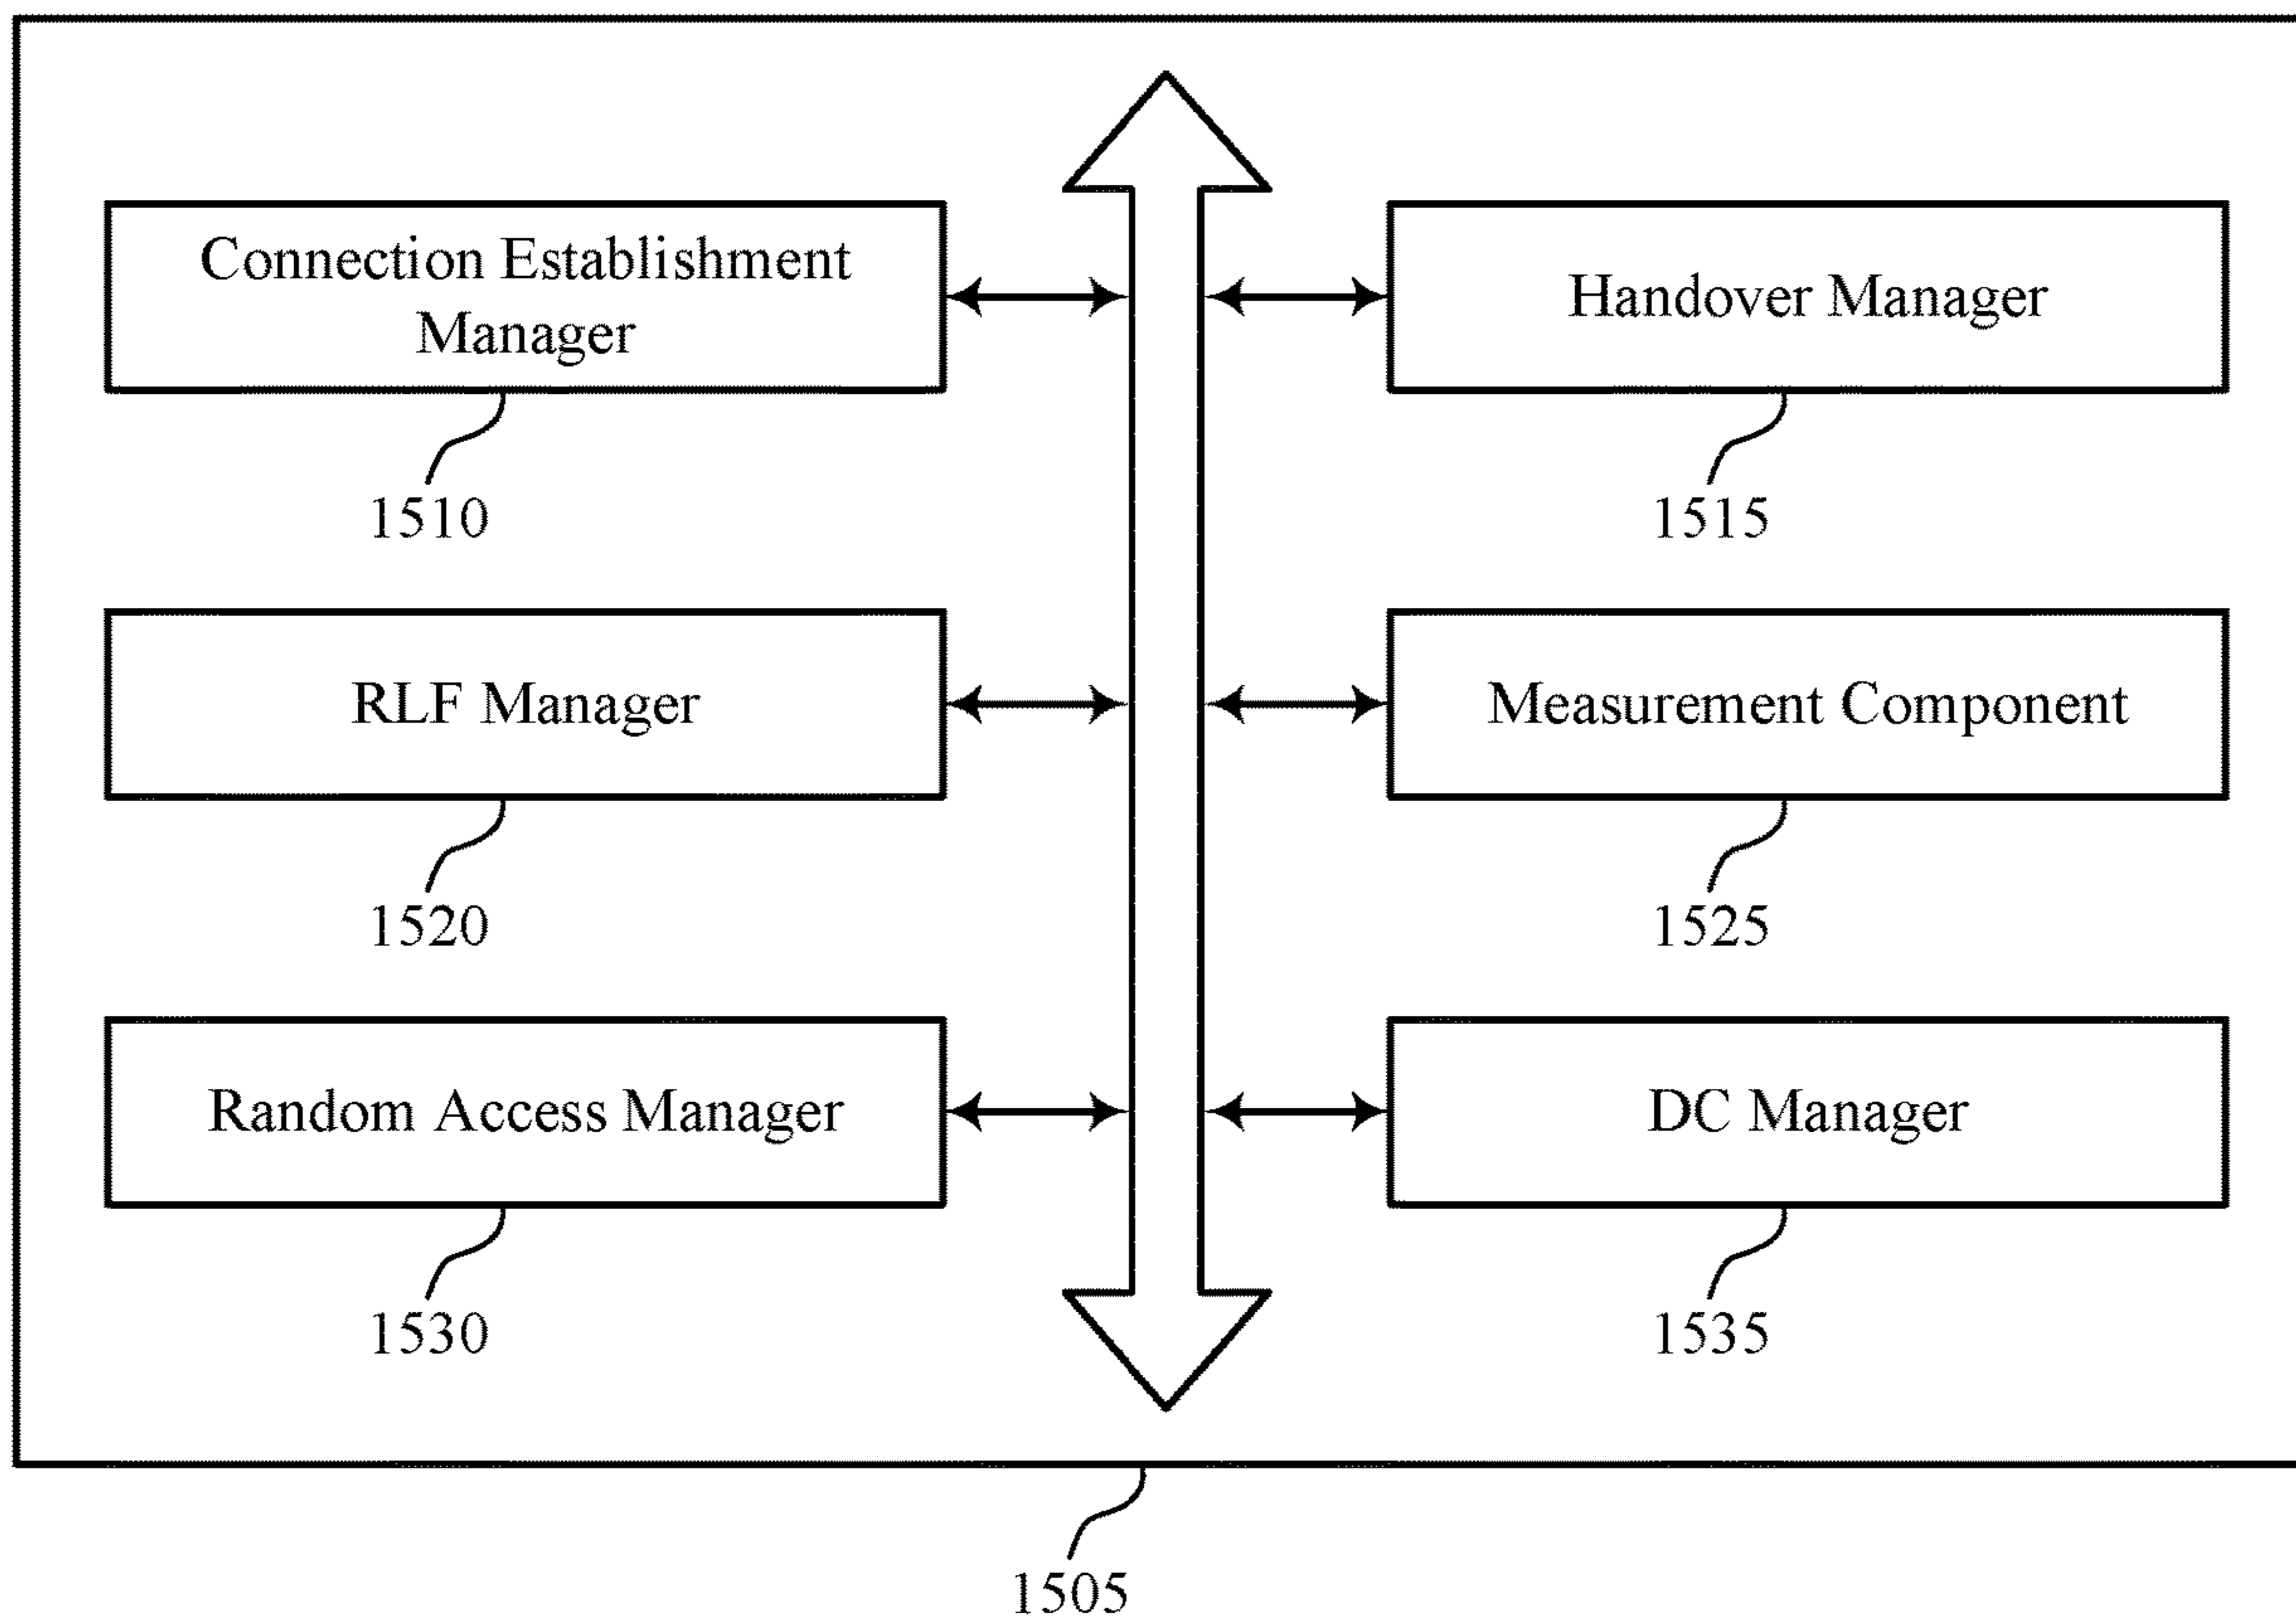 Connection Establishment
Manager
1510
Handover Manager
1515
RLF Manager
1520
Measurement Component
1525
Random Access Manager
1530
DC Manager
1535
1505